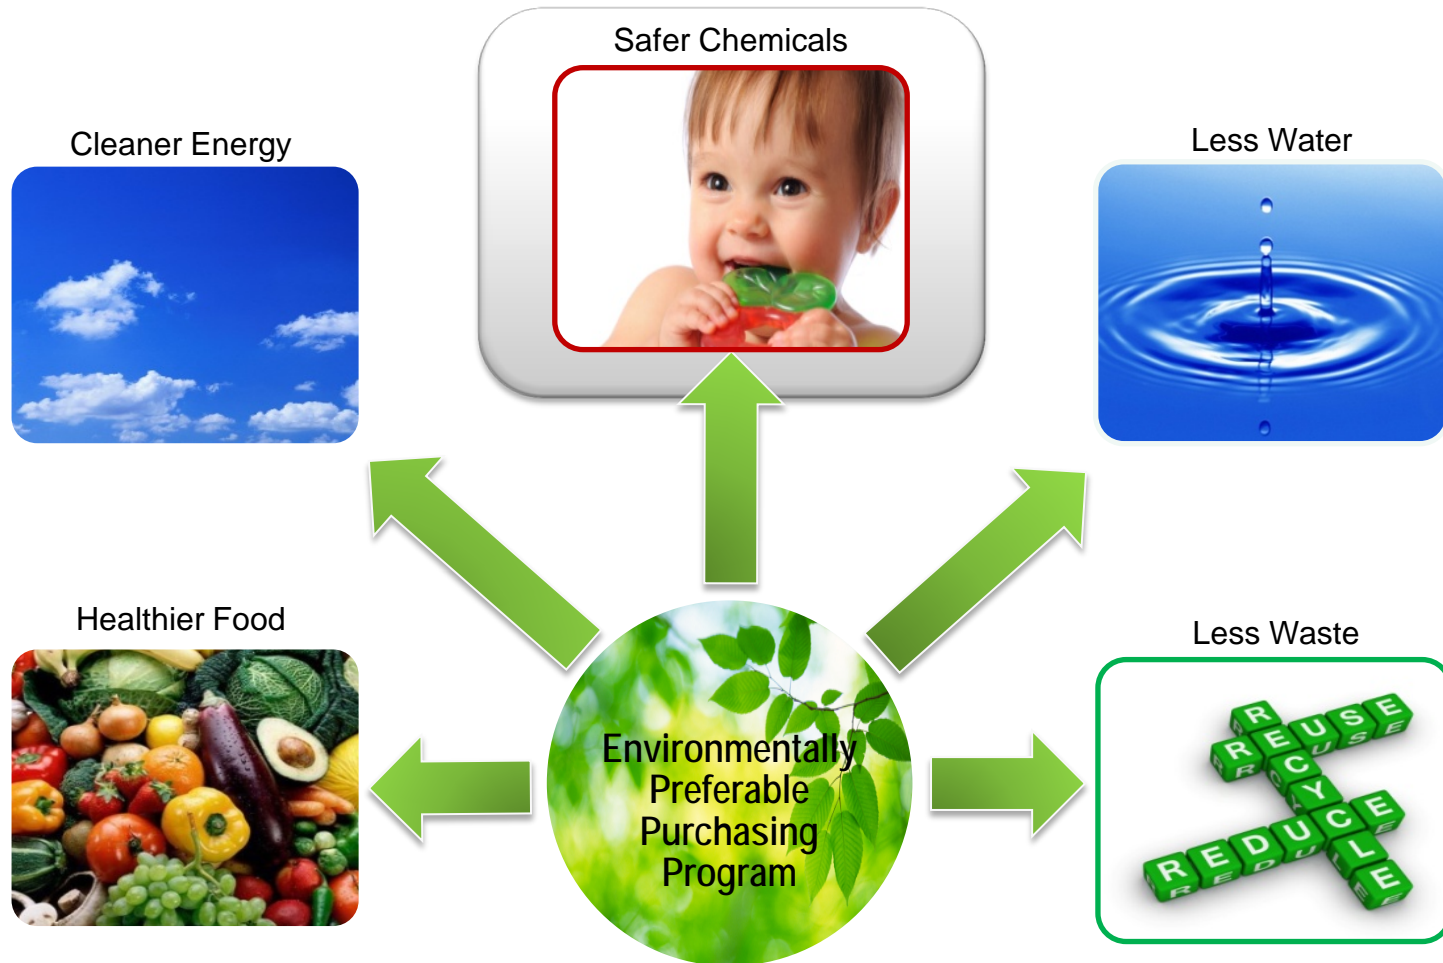 Safer Chemicals
Cleaner Energy
Less Water
Healthier Food
Less Waste
Environmentally
Preferable
Purchasing
Program
REUSE
RECYCLE
REDUCE